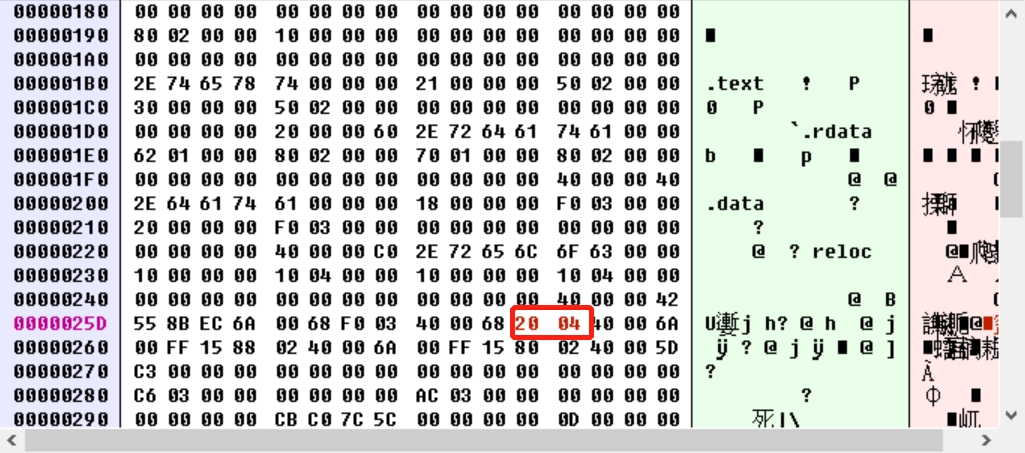 00000180 00 00 00 00 00 00 00 00 00 00 00 00 00 00 00 00
00000190 80 02 00 00 10 00 00 00 00 00 00 00 00 00 00 00 ■ ■
000001A0 00 00 00 00 00 00 00 00 00 00 00 00 00 00 00 00
000001B0 2E 74 65 78 74 00 00 00 21 00 00 00 50 02 00 00 .text ! P
000001C0 30 00 00 00 50 02 00 00 00 00 00 00 00 00 00 00 0 P 0 ■
000001D0 00 00 00 00 20 00 00 60 2E 72 64 61 74 61 00 00 `.rdata
000001E0 62 01 00 00 80 02 00 00 70 01 00 00 80 02 00 00 b ■ p ■ ■ ■ ■ ■
000001F0 00 00 00 00 00 00 00 00 00 00 00 00 40 00 00 40 @ @
00000200 2E 64 61 74 61 00 00 00 18 00 00 00 F0 03 00 00 .data ?
00000210 20 00 00 00 F0 03 00 00 00 00 00 00 00 00 00 00 ? ■
00000220 00 00 00 00 40 00 00 C0 2E 72 65 6C 6F 63 00 00 @ ? reloc @■
00000230 10 00 00 00 10 04 00 00 10 00 00 00 10 04 00 00 A
00000240 00 00 00 00 00 00 00 00 00 00 00 00 40 00 00 42 @ B
0000025D 55 8B EC 6A 00 68 F0 03 40 00 68 20 04 40 00 6A U j h? @ h @ j
00000260 00 FF 15 88 02 40 00 6A 00 FF 15 80 02 40 00 5D ÿ ? @ j ÿ ■ @ ]
00000270 C3 00 00 00 00 00 00 00 00 00 00 00 00 00 00 00 ? À
00000280 C6 03 00 00 00 00 00 00 AC 03 00 00 00 00 00 00 ? ■
00000290 00 00 00 00 CB C0 7C 5C 00 00 00 00 0D 00 00 00 死|\ ■